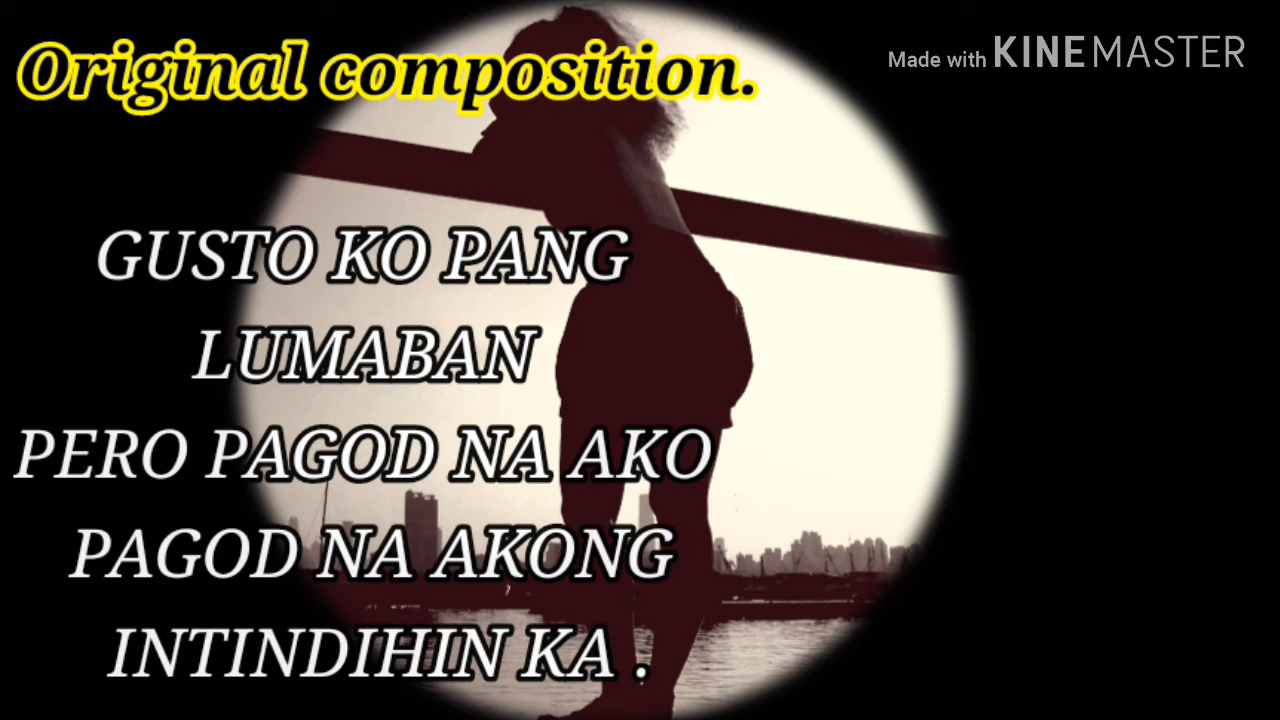 Original composition.
Made with KINEMASTER
GUSTO KO PANG
LUMABAN
PERO PAGOD NA AKO
PAGOD NA AKONG
INTINDIHIN KA .